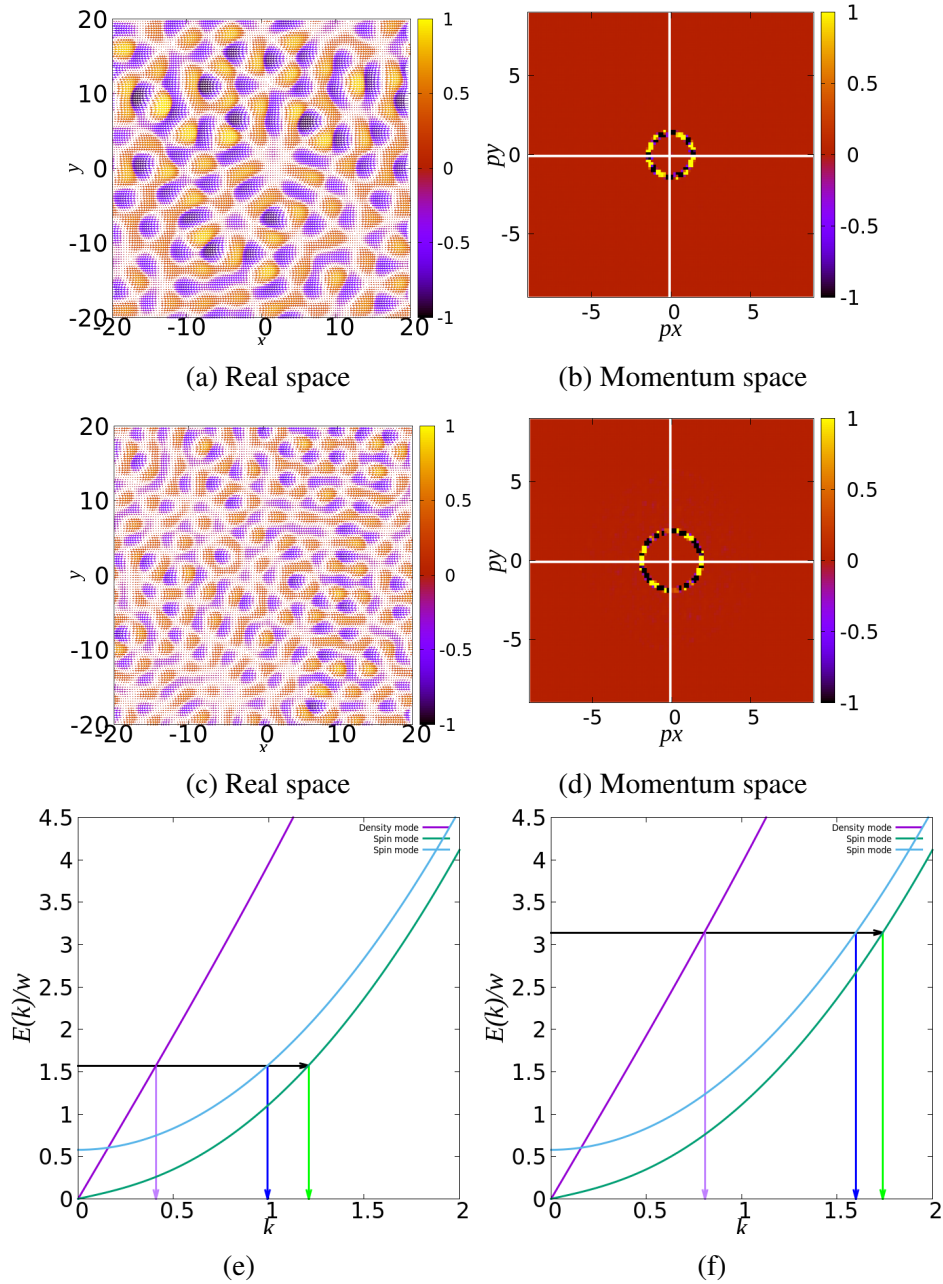 20
10
0
-10
-20
y
-20 -10 0 10 20
x
1
0.5
0
-0.5
-1
5
0
-5
py
-5 0 5
px
1
0.5
0
-0.5
-1
(a) Real space
(b) Momentum space
20
10
0
-10
-20
y
-20 -10 0 10 20
x
1
0.5
0
-0.5
-1
5
0
-5
py
-5 0 5
px
1
0.5
0
-0.5
-1
(c) Real space
(d) Momentum space
4.5
4
3.5
3
2.5
2
1.5
1
0.5
0
E(k)/w
Density mode
Spin mode
Spin mode
0 0.5 1 1.5 2
k
4.5
4
3.5
3
2.5
2
1.5
1
0.5
0
E(k)/w
Density mode
Spin mode
Spin mode
0 0.5 1 1.5 2
k
(e)
(f)